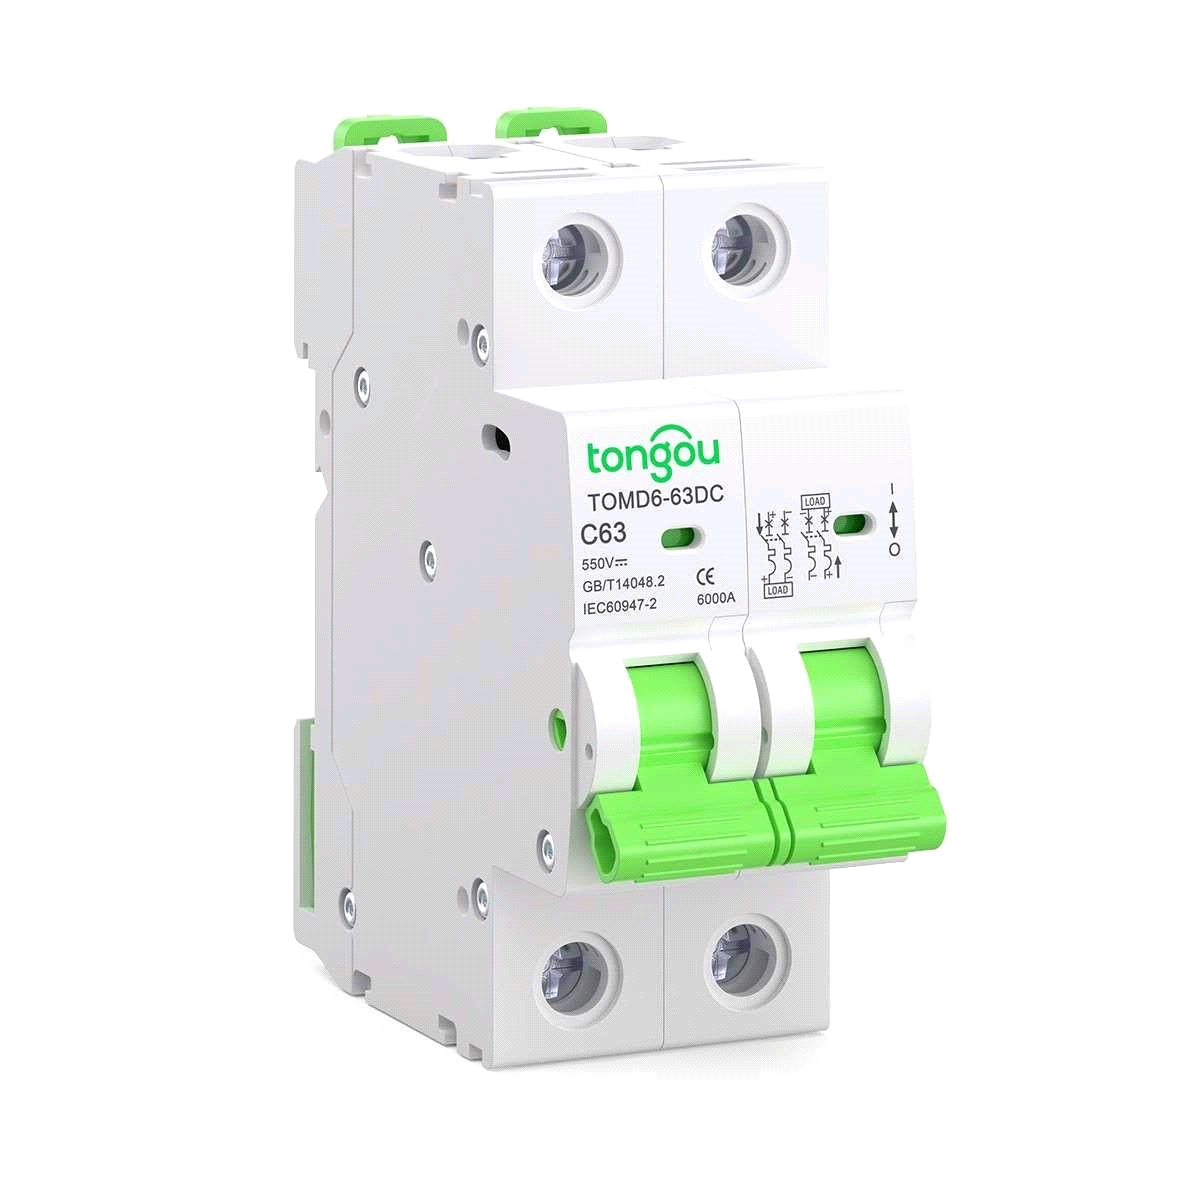 tongou
TOMD6-63DC
C63
550V⎓
GB/T14048.2
IEC60947-2
CE
6000A
LOAD
+ -
+ -
LOAD
I
O